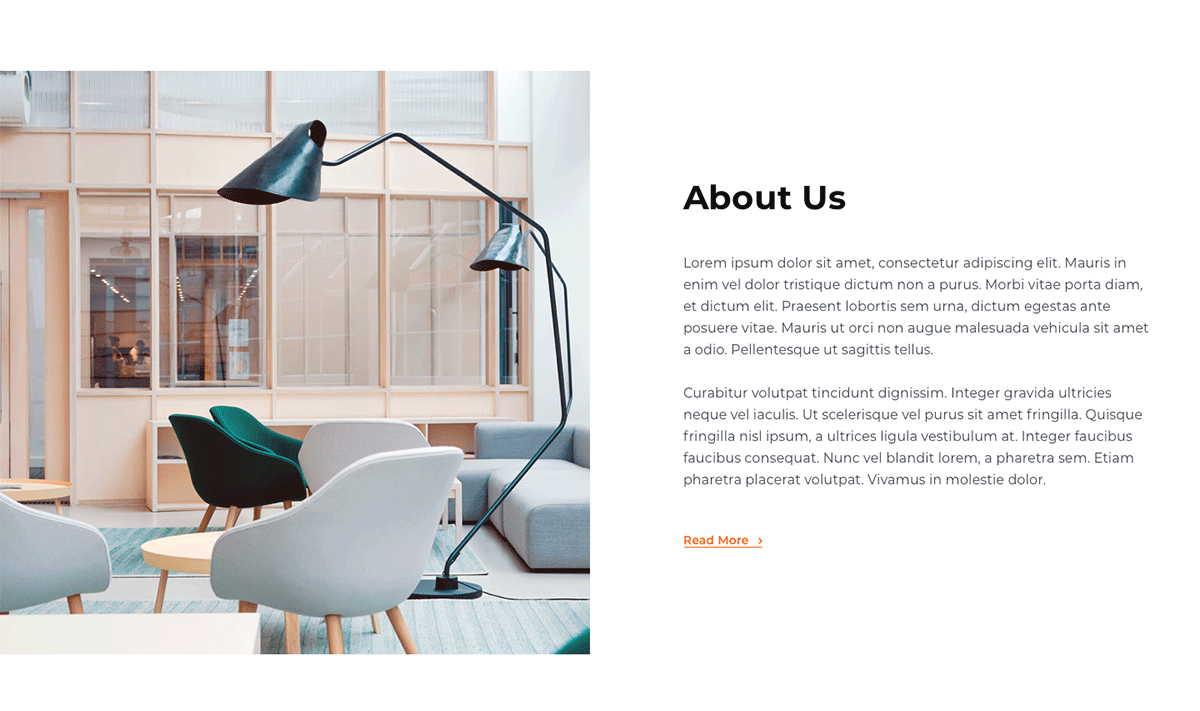 About Us
Lorem ipsum dolor sit amet, consectetur adipiscing elit. Mauris in
enim vel dolor tristique dictum non a purus. Morbi vitae porta diam,
et dictum elit. Praesent lobortis sem urna, dictum egestas ante
posuere vitae. Mauris ut orci non augue malesuada vehicula sit amet
a odio. Pellentesque ut sagittis tellus.
Curabitur volutpat tincidunt dignissim. Integer gravida ultricies
neque vel iaculis. Ut scelerisque vel purus sit amet fringilla. Quisque
fringilla nisl ipsum, a ultrices ligula vestibulum at. Integer faucibus
faucibus consequat. Nunc vel blandit lorem, a pharetra sem. Etiam
pharetra placerat volutpat. Vivamus in molestie dolor.
Read More ›